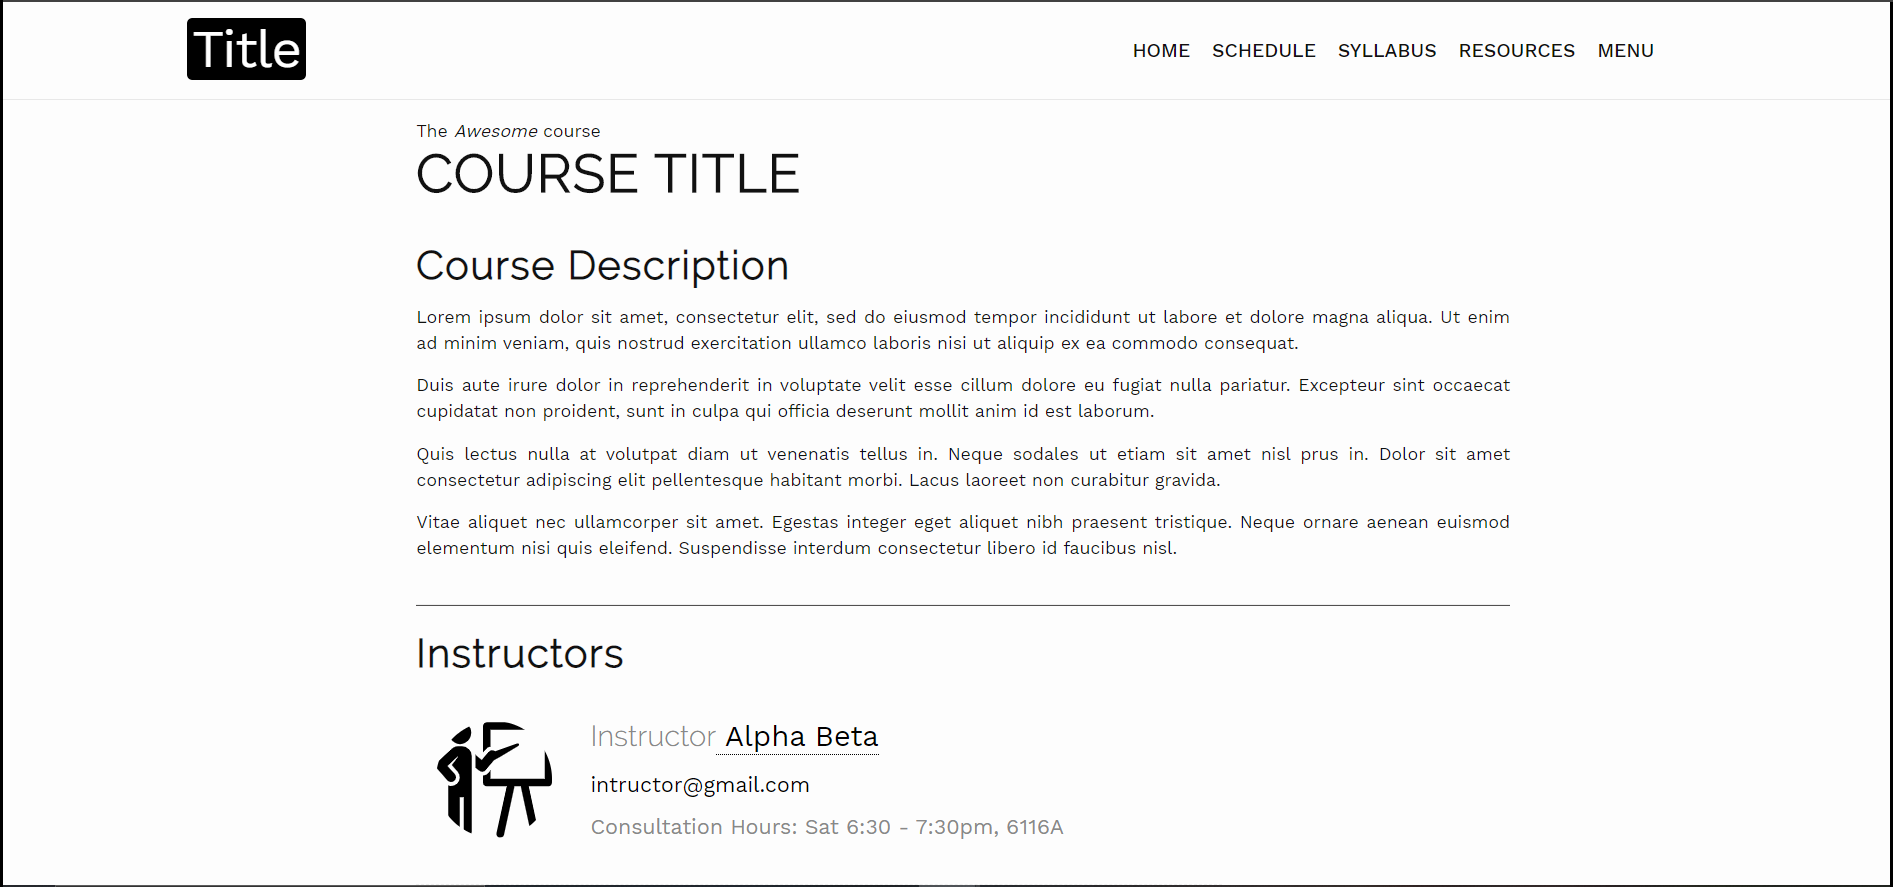 Title
HOME SCHEDULE SYLLABUS RESOURCES MENU
The Awesome course
COURSE TITLE
Course Description
Lorem ipsum dolor sit amet, consectetur elit, sed do eiusmod tempor incididunt ut labore et dolore magna aliqua. Ut enim
ad minim veniam, quis nostrud exercitation ullamco laboris nisi ut aliquip ex ea commodo consequat.
Duis aute irure dolor in reprehenderit in voluptate velit esse cillum dolore eu fugiat nulla pariatur. Excepteur sint occaecat
cupidatat non proident, sunt in culpa qui officia deserunt mollit anim id est laborum.
Quis lectus nulla at volutpat diam ut venenatis tellus in. Neque sodales ut etiam sit amet nisl prus in. Dolor sit amet
consectetur adipiscing elit pellentesque habitant morbi. Lacus laoreet non curabitur gravida.
Vitae aliquet nec ullamcorper sit amet. Egestas integer eget aliquet nibh praesent tristique. Neque ornare aenean euismod
elementum nisi quis eleifend. Suspendisse interdum consectetur libero id faucibus nisl.
Instructors
Instructor Alpha Beta
intructor@gmail.com
Consultation Hours: Sat 6:30 - 7:30pm, 6116A